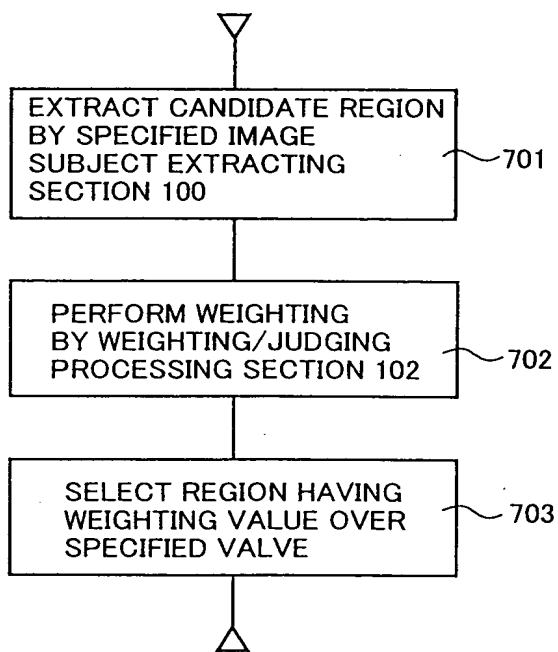 EXTRACT CANDIDATE REGION
BY SPECIFIED IMAGE
SUBJECT EXTRACTING
SECTION 100
701
PERFORM WEIGHTING
BY WEIGHTING/JUDGING
PROCESSING SECTION 102
702
SELECT REGION HAVING
WEIGHTING VALUE OVER
SPECIFIED VALVE
703